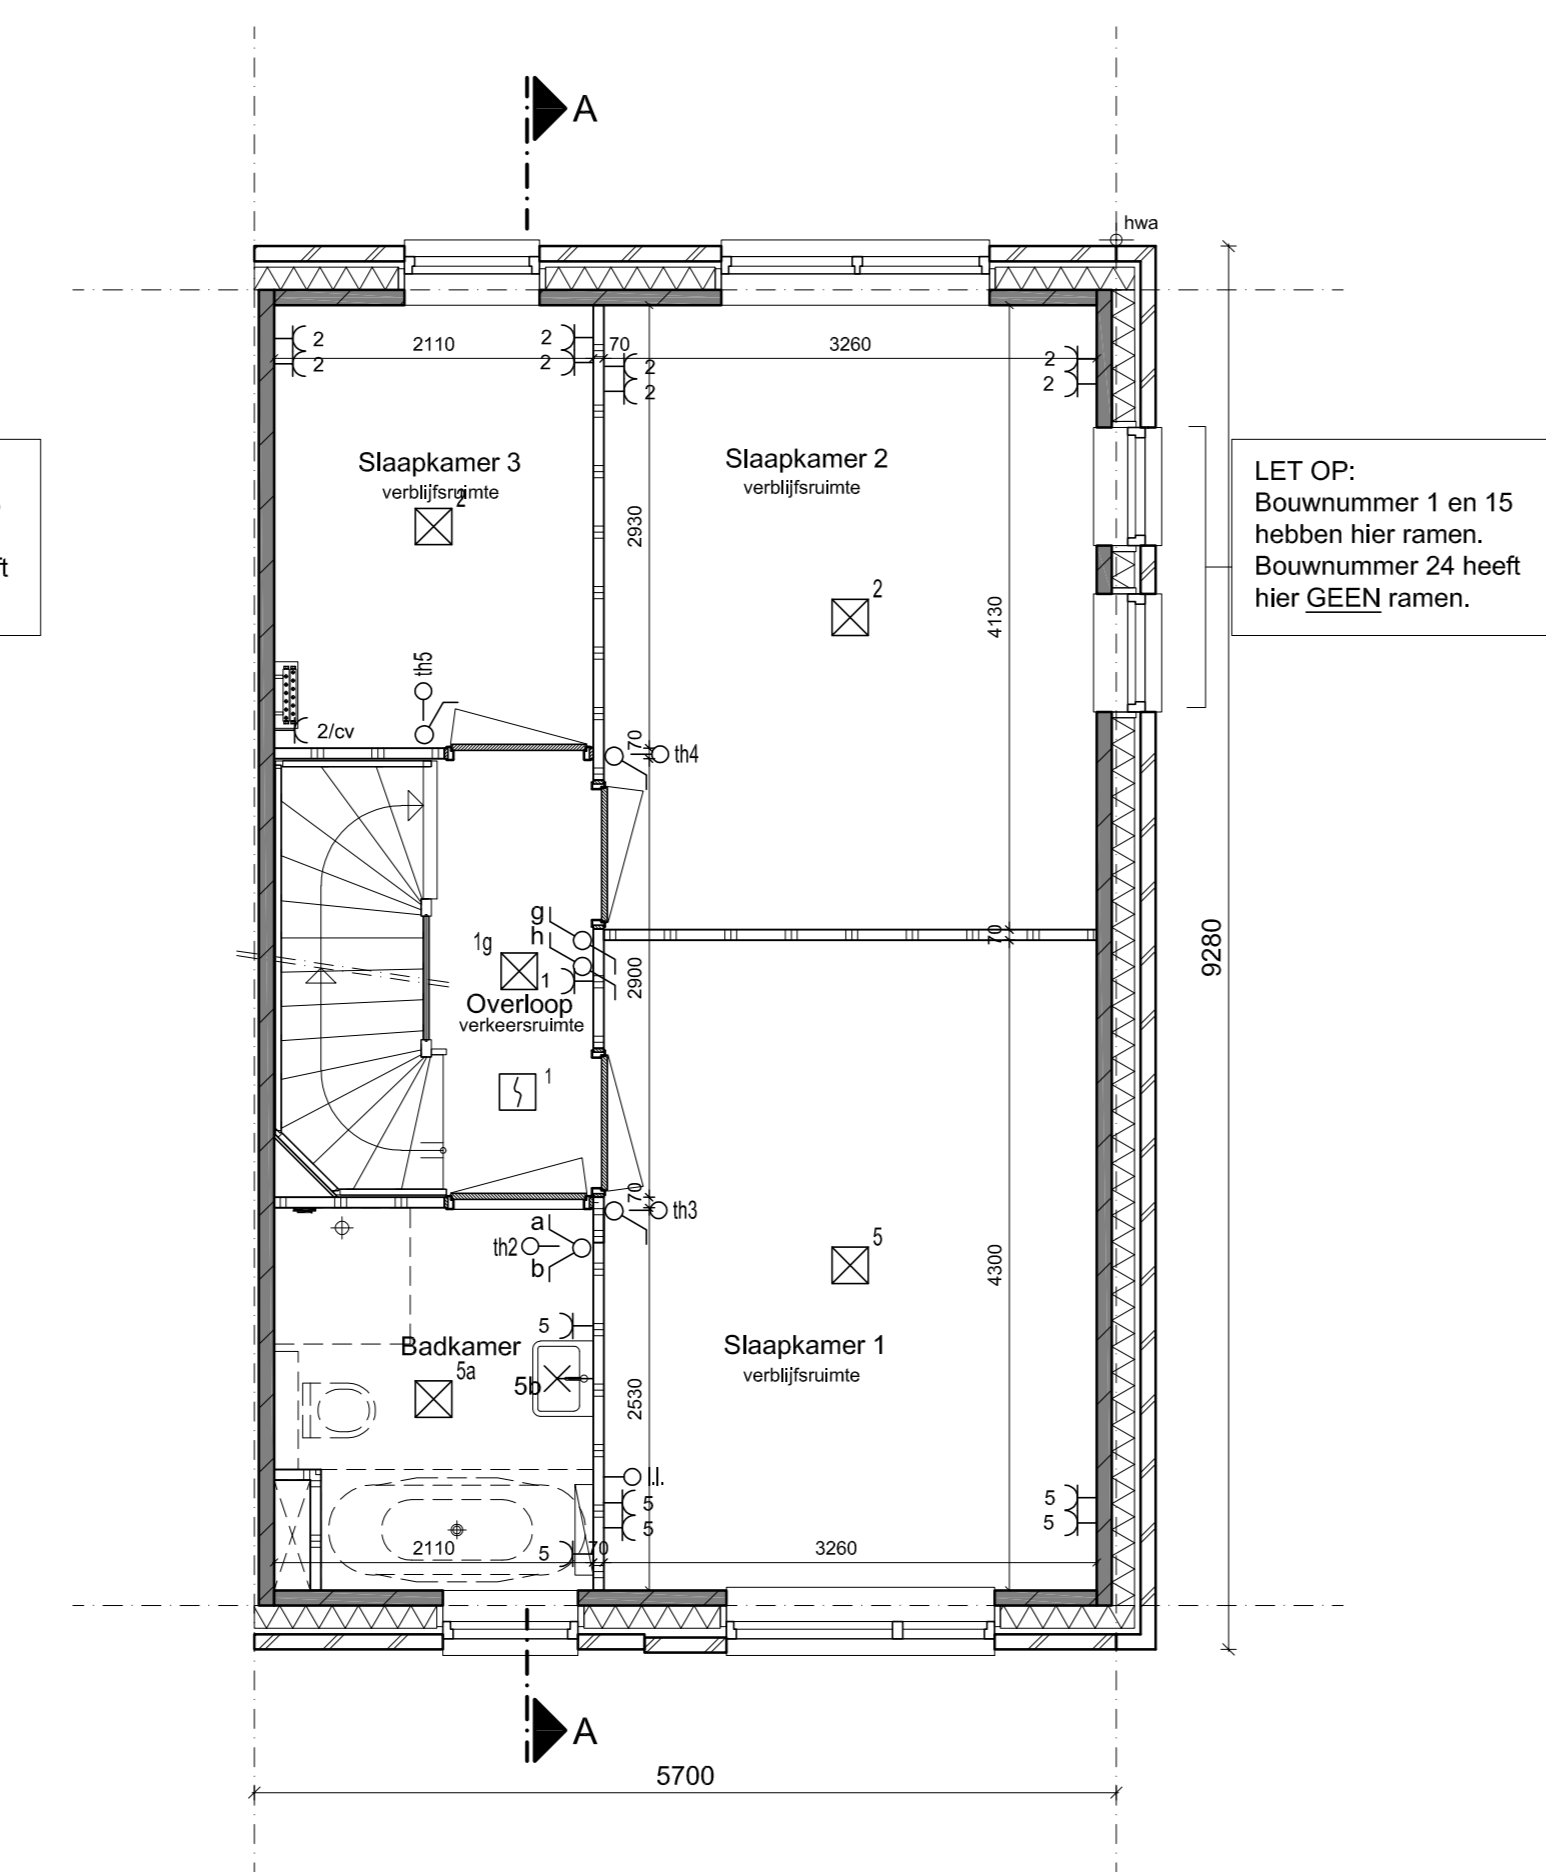 A
hwa
2
2
2110
2
2
70
2
2
3260
2
2
Slaapkamer 3
verblijfsruimte
2
Slaapkamer 2
verblijfsruimte
LET OP:
Bouwnummer 1 en 15
hebben hier ramen.
Bouwnummer 24 heeft
hier GEEN ramen.
2930
2
4130
th5
2/cv
70
th4
g
h
1g
1
70
2900
9280
Overloop
verkeersruimte
1
70
th3
a
th2
b
5
4300
5
Badkamer
5a
5b
Slaapkamer 1
verblijfsruimte
2530
l.l.
5
5
5
5
2110
5
70
3260
A
5700